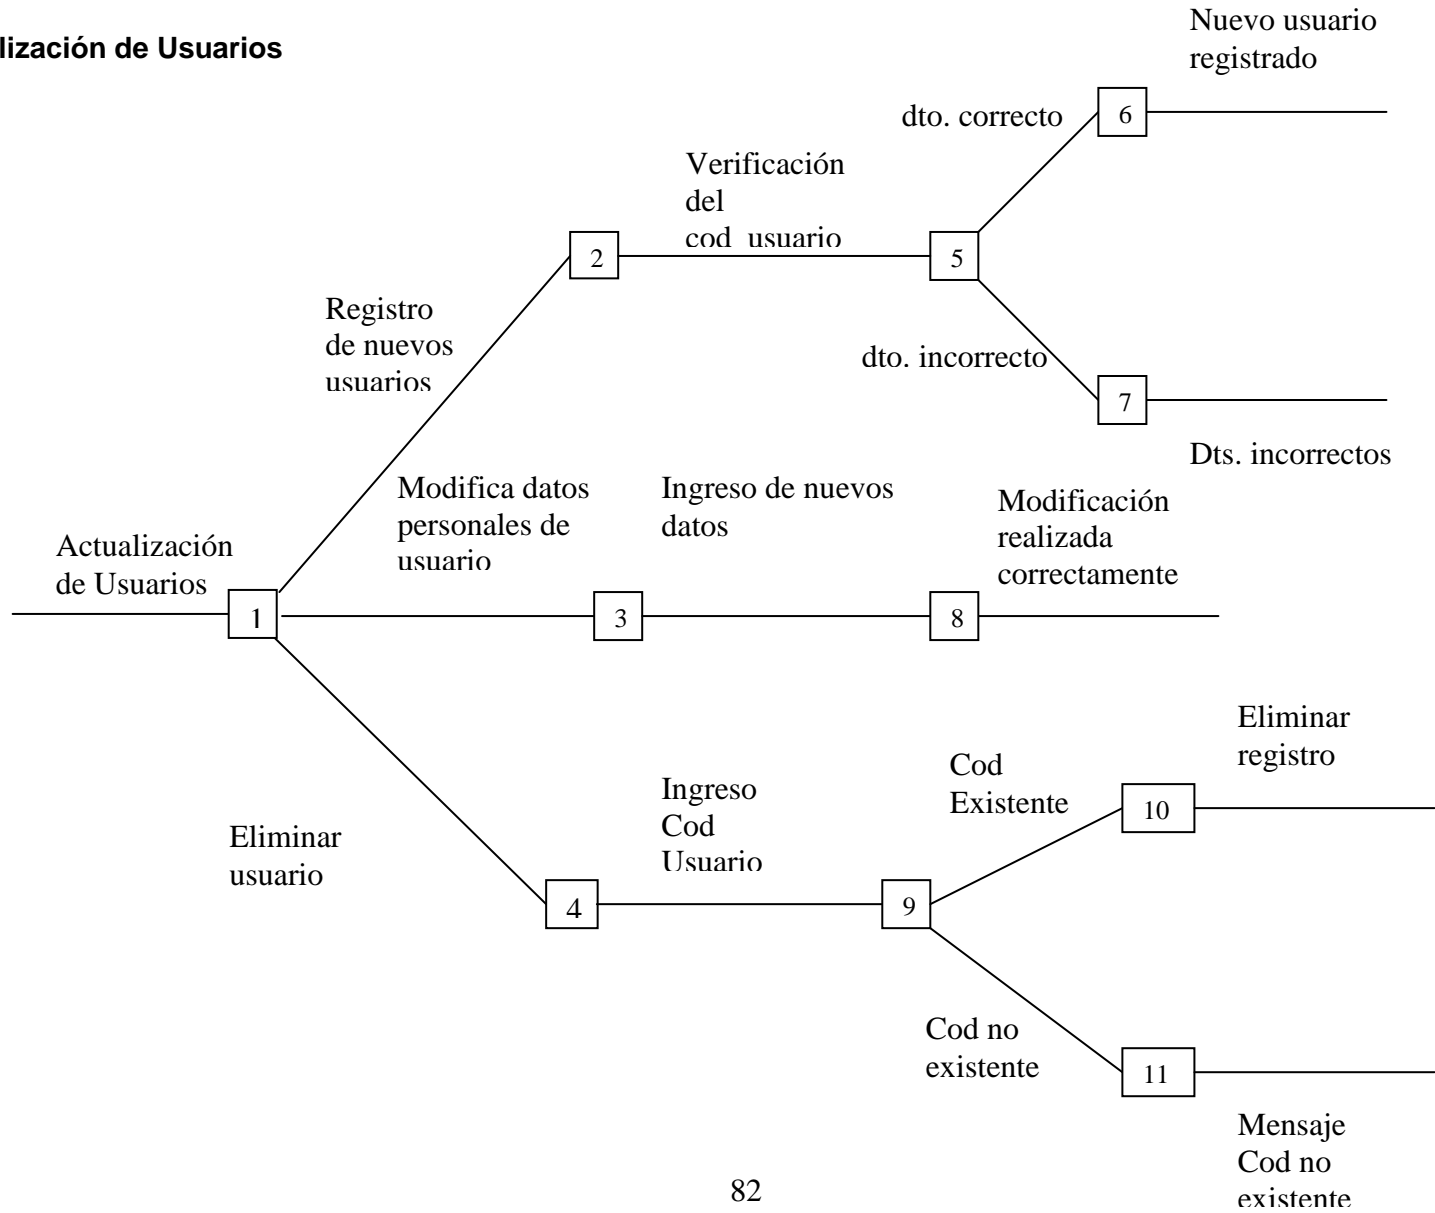 lización de Usuarios
Nuevo usuario
registrado
dto. correcto
6
Verificación
del
cod_usuario
2
5
Registro
de nuevos
usuarios
dto. incorrecto
7
Dts. incorrectos
Modifica datos
personales de
usuario
Ingreso de nuevos
datos
Modificación
realizada
correctamente
Actualización
de Usuarios
1
3
8
Eliminar
registro
Cod
Existente
10
Ingreso
Cod
Usuario
Eliminar
usuario
4
9
Cod no
existente
11
Mensaje
Cod no
existente
82